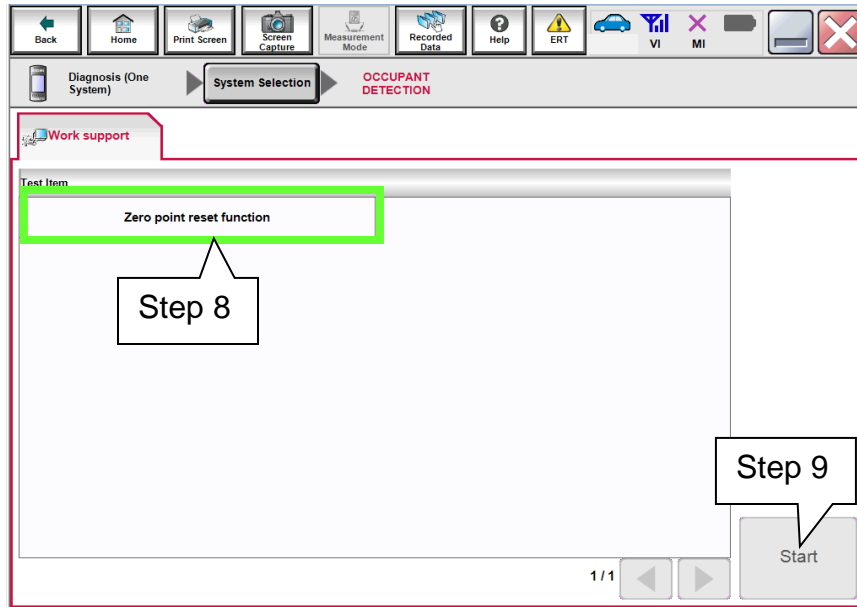 Back
Home
Print Screen
Screen
Capture
Measurement
Mode
Recorded
Data
Help
ERT
VI
MI
Diagnosis (One
System)
System Selection
OCCUPANT
DETECTION
Work support
Test Item
Zero point reset function
Step 8
Step 9
Start
1/1